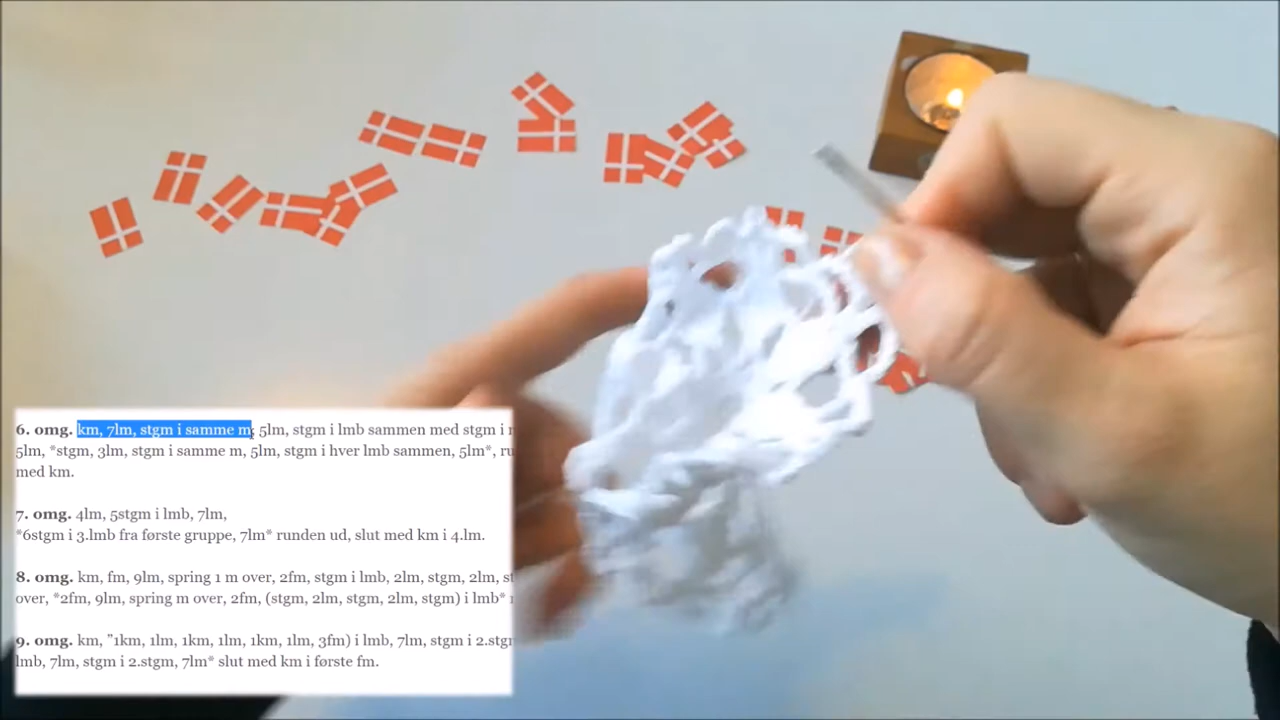 6. omg. km, 7lm, stgm i samme m, 5lm, stgm i lmb sammen med stgm i
5lm, *stgm, 3lm, stgm i samme m, 5lm, stgm i hver lmb sammen, 5lm*,
med km.
7. omg. 4lm, 5stgm i lmb, 7lm,
*6stgm i 3.lmb fra første gruppe, 7lm* runden ud, slut med km i 4.lm.
8. omg. km, fm, 9lm, spring 1 m over, 2fm, stgm i lmb, 2lm, stgm, 2lm,
over, *2fm, 9lm, spring m over, 2fm, (stgm, 2lm, stgm, 2lm, stgm) i lmb*
9. omg. km, "1km, 1lm, 1km, 1lm, 1km, 1lm, 3fm) i lmb, 7lm, stgm i 2.stgm
lmb, 7lm, stgm i 2.stgm, 7lm* slut med km i første fm.